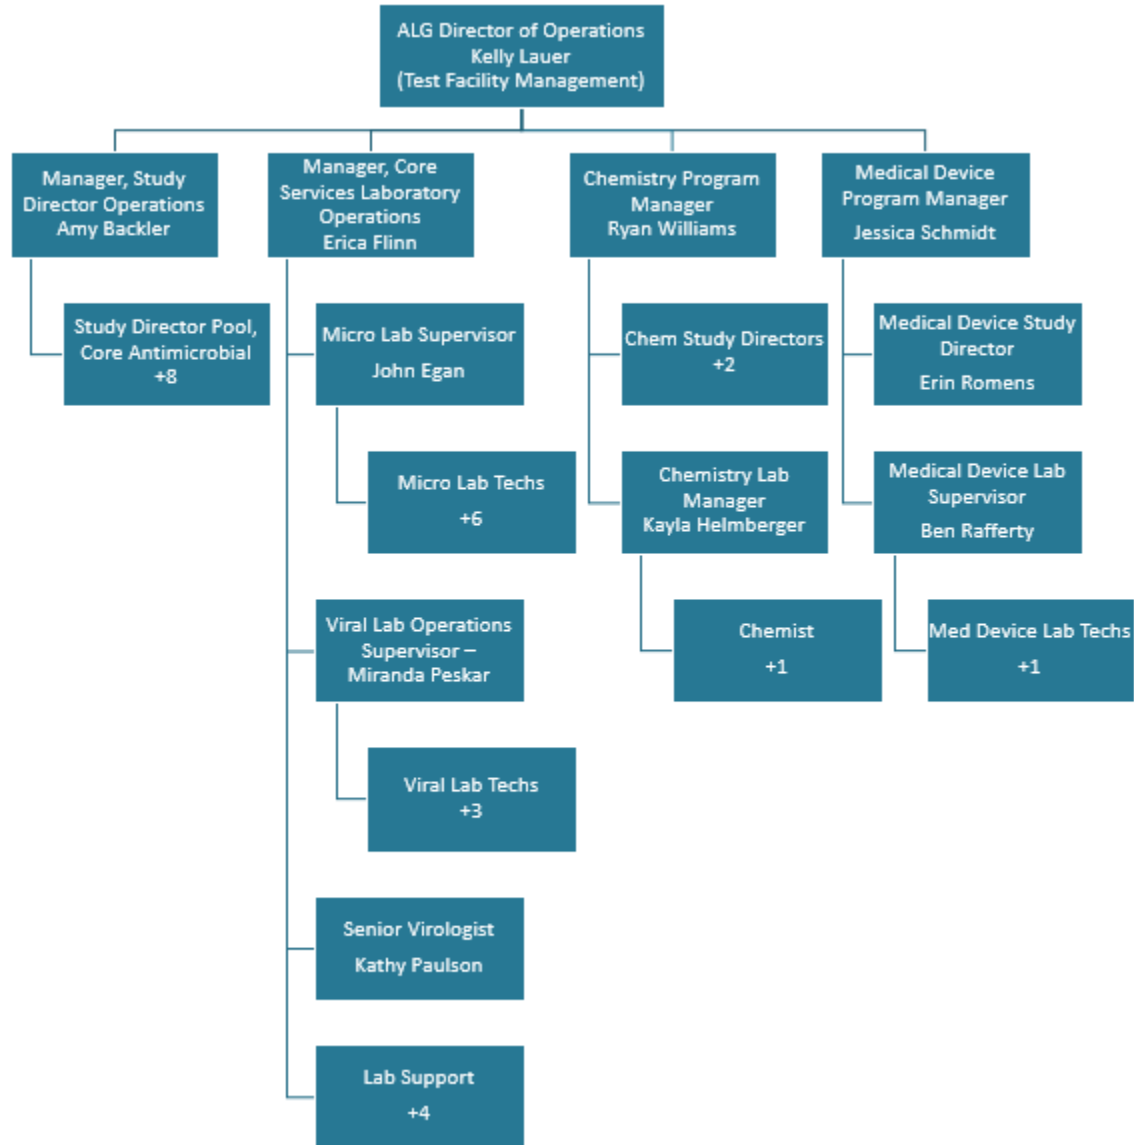 ALG Director of Operations
Kelly Lauer
(Test Facility Management)
Manager, Study
Director Operations
Amy Backler
Manager, Core
Services Laboratory
Operations
Erica Flinn
Chemistry Program
Manager
Ryan Williams
Medical Device
Program Manager
Jessica Schmidt
Study Director Pool,
Core Antimicrobial
+8
Micro Lab Supervisor
John Egan
Chem Study Directors
+2
Medical Device Study
Director
Erin Romens
Micro Lab Techs
+6
Chemistry Lab
Manager
Kayla Helmberger
Medical Device Lab
Supervisor
Ben Rafferty
Viral Lab Operations
Supervisor –
Miranda Peskar
Chemist
+1
Med Device Lab Techs
+1
Viral Lab Techs
+3
Senior Virologist
Kathy Paulson
Lab Support
+4